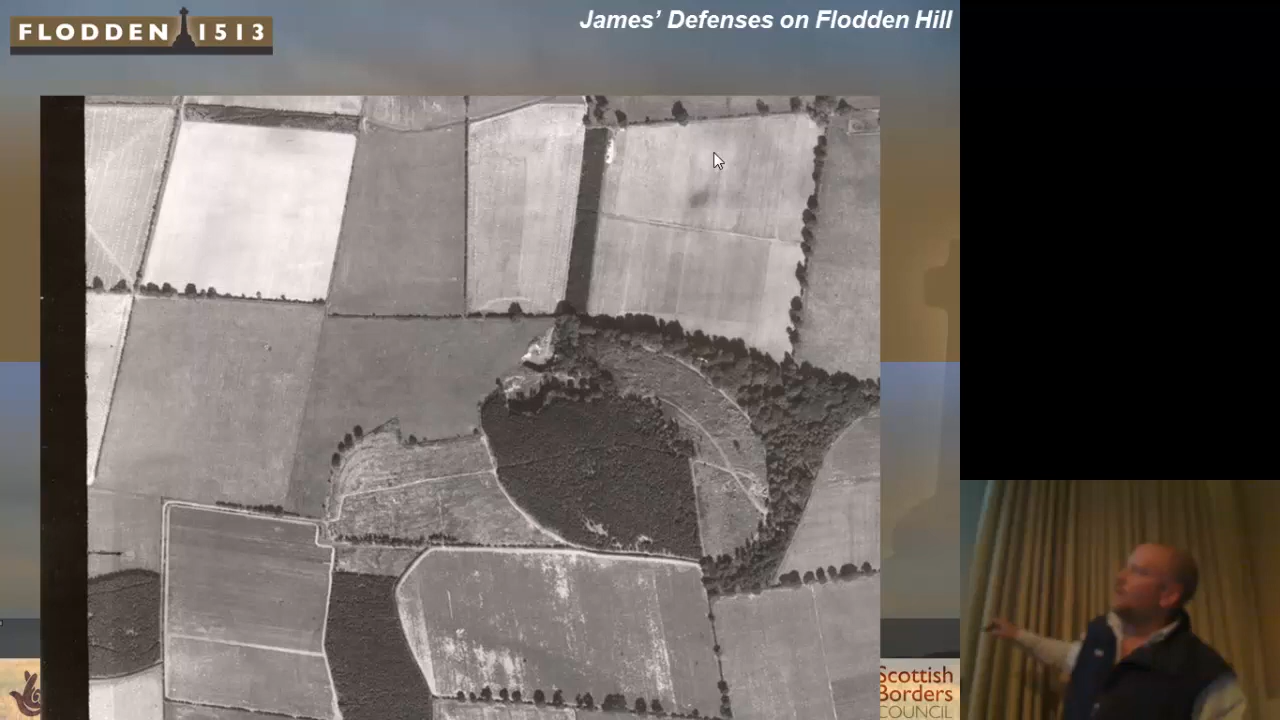 FLODDEN 1513
James’ Defenses on Flodden Hill
Scottish
Borders
COUNCIL